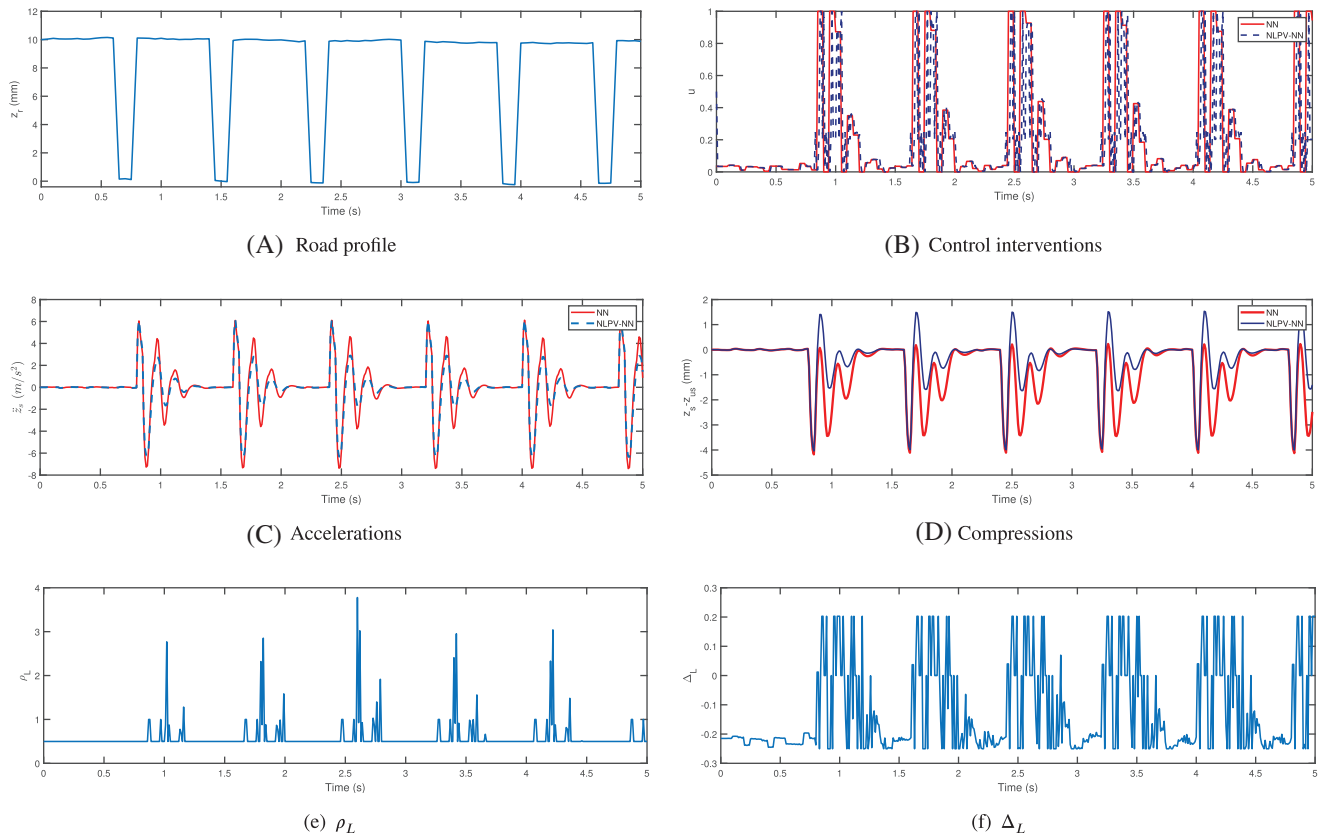 12
10
8
6
4
2
0
z_r (mm)
0 0.5 1 1.5 2 2.5 3 3.5 4 4.5 5
Time (s)
(A) Road profile
1
0.8
0.6
0.4
0.2
0
u
NN
NLPV-NN
0 0.5 1 1.5 2 2.5 3 3.5 4 4.5 5
Time (s)
(B) Control interventions
8
6
4
2
0
-2
-4
-6
-8
z̈_s (m/s²)
NN
NLPV-NN
0 0.5 1 1.5 2 2.5 3 3.5 4 4.5 5
Time (s)
(C) Accelerations
2
1
0
-1
-2
-3
-4
-5
z_s-z_us (mm)
NN
NLPV-NN
0 0.5 1 1.5 2 2.5 3 3.5 4 4.5 5
Time (s)
(D) Compressions
4
3
2
1
0
ρ_L
0 0.5 1 1.5 2 2.5 3 3.5 4 4.5 5
Time (s)
(e) ρ_L
0.3
0.2
0.1
0
-0.1
-0.2
-0.3
Δ_L
0 0.5 1 1.5 2 2.5 3 3.5 4 4.5 5
Time (s)
(f) Δ_L